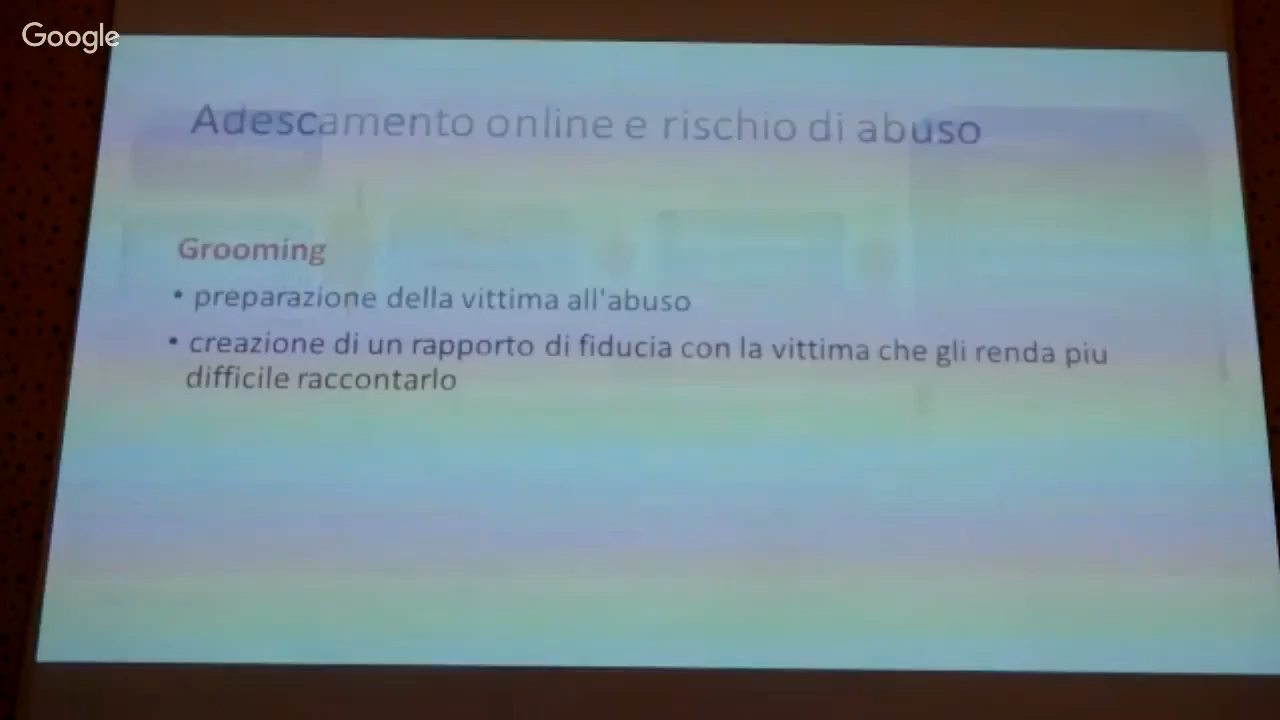 Google
Adescamento online e rischio di abuso
Grooming
• preparazione della vittima all'abuso
• creazione di un rapporto di fiducia con la vittima che gli renda piu
difficile raccontarlo